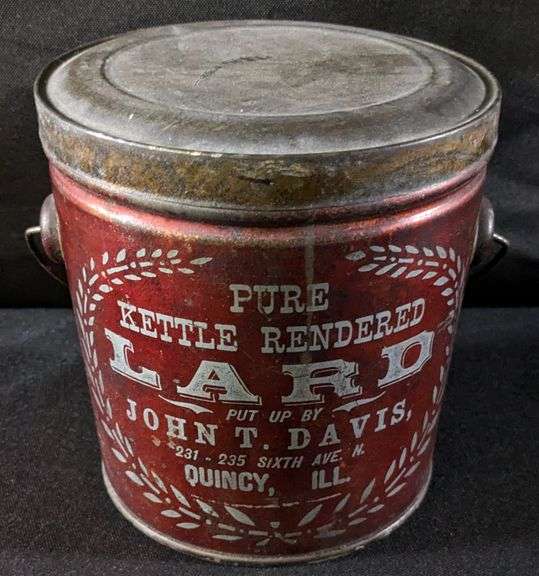 PURE
KETTLE RENDERED
LARD
PUT UP BY
JOHN T. DAVIS,
231 - 235 SIXTH AVE. N.
QUINCY, ILL.